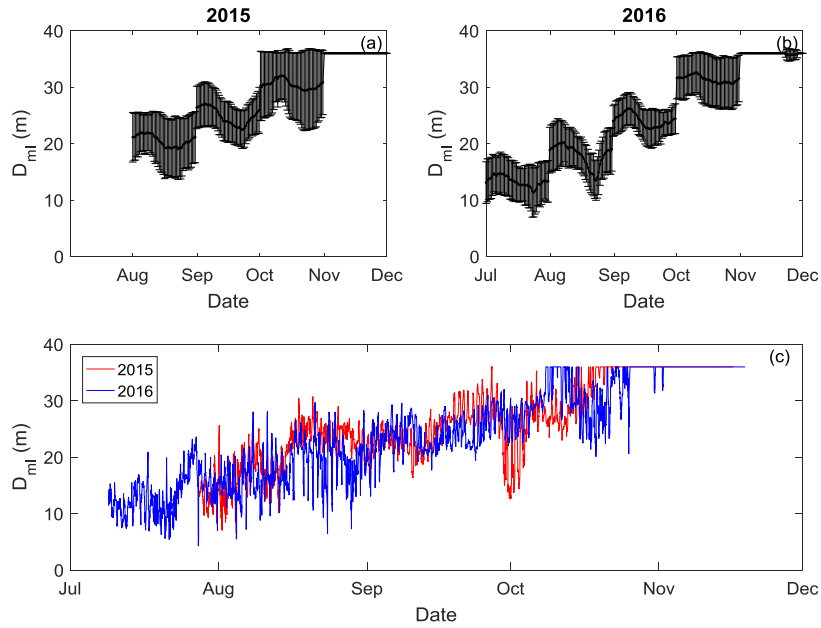 2015
(a)
40
30
20
10
0
D_ml (m)
Aug Sep Oct Nov Dec
Date
2016
(b)
40
30
20
10
0
D_ml (m)
Jul Aug Sep Oct Nov Dec
Date
(c)
2015
2016
40
30
20
10
0
D_ml (m)
Jul Aug Sep Oct Nov Dec
Date